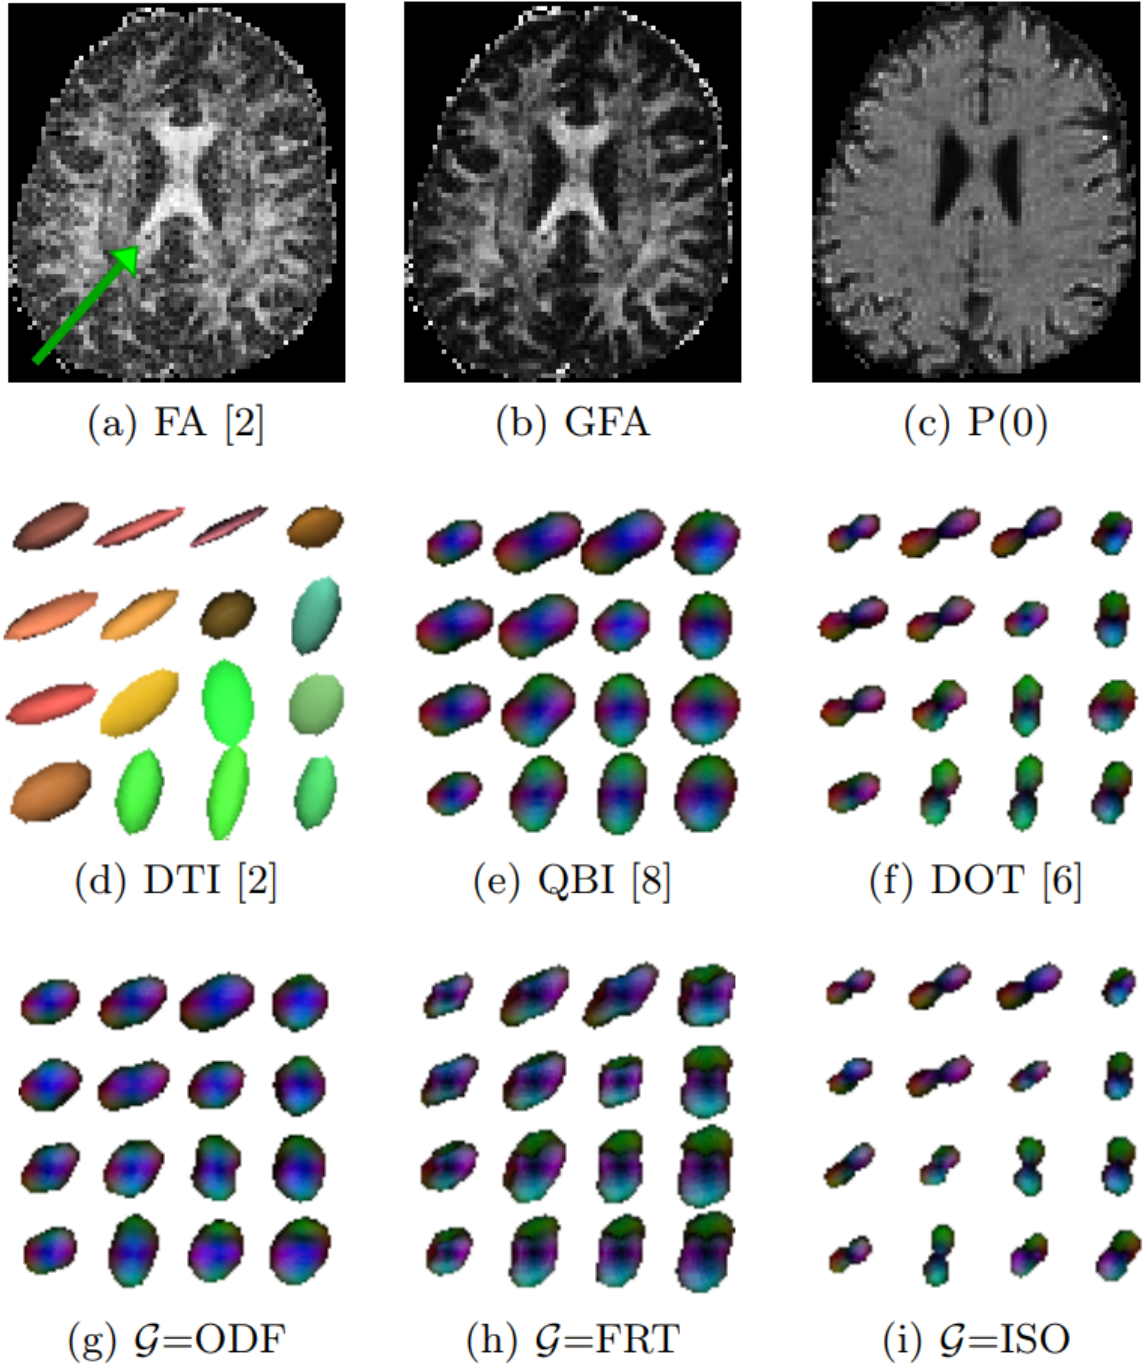 (a) FA [2]
(b) GFA
(c) P(0)
(d) DTI [2]
(e) QBI [8]
(f) DOT [6]
(g) 𝒢=ODF
(h) 𝒢=FRT
(i) 𝒢=ISO